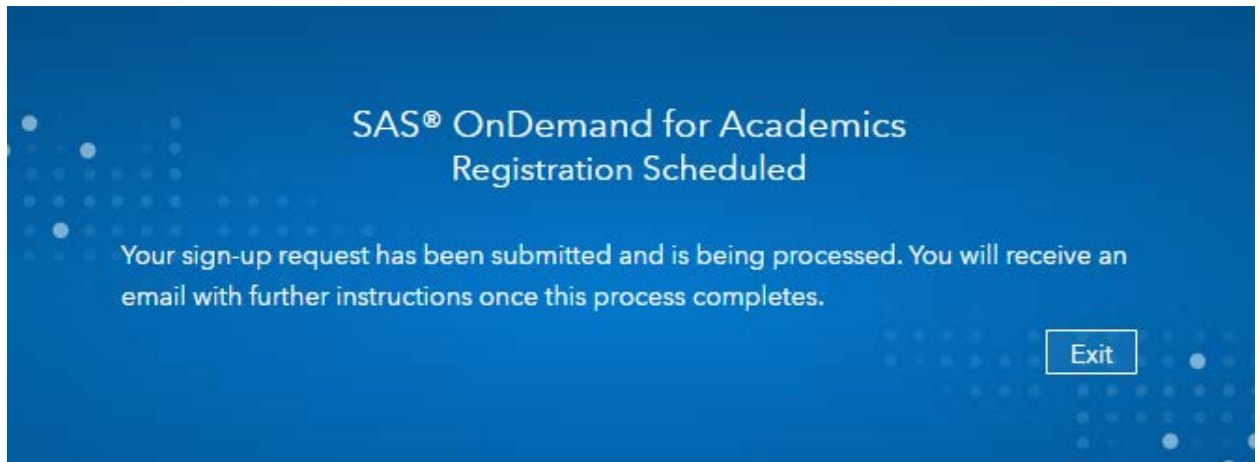 SAS® OnDemand for Academics
Registration Scheduled
Your sign-up request has been submitted and is being processed. You will receive an
email with further instructions once this process completes.
Exit